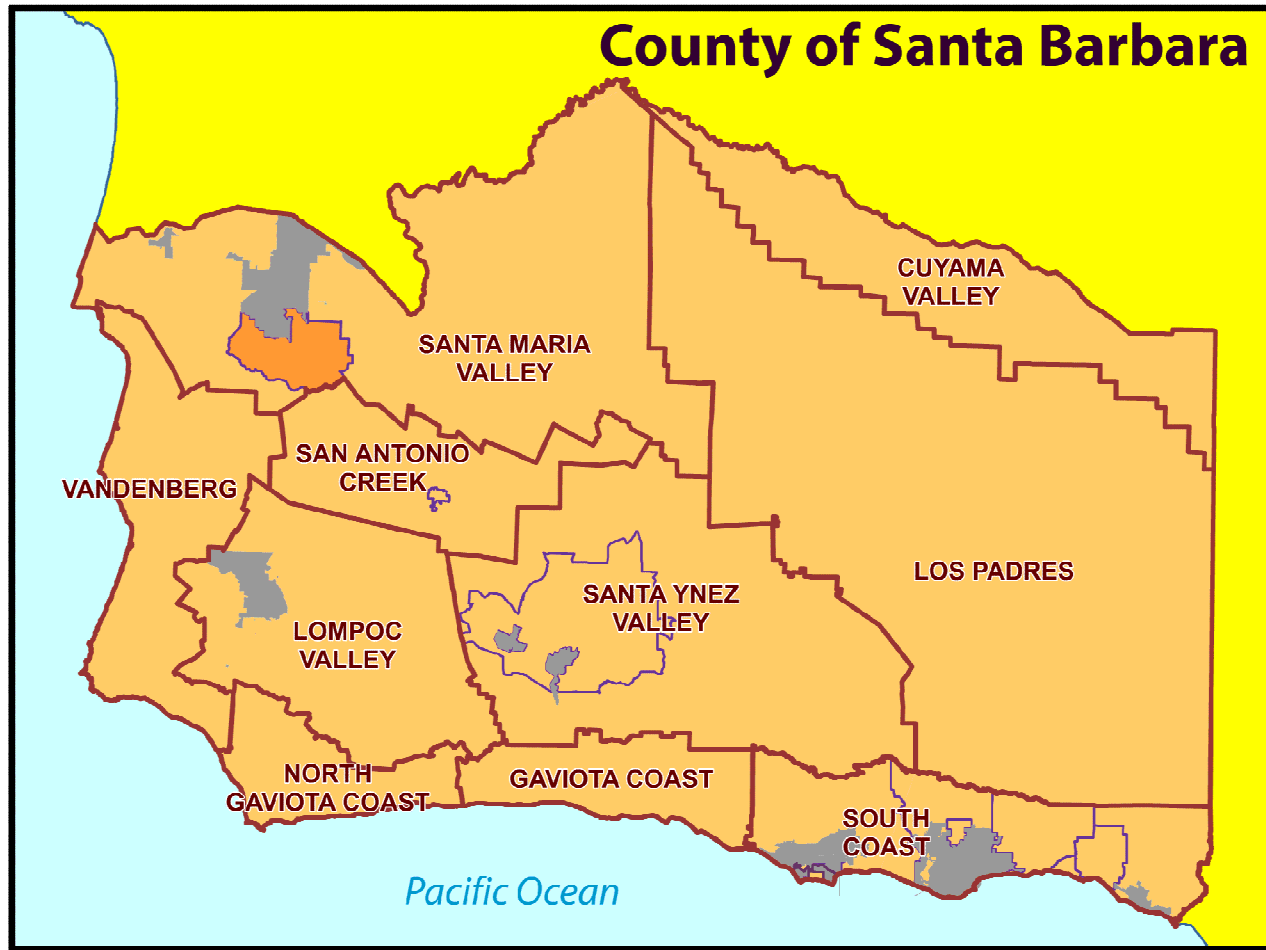 County of Santa Barbara
CUYAMA
VALLEY
SANTA MARIA
VALLEY
SAN ANTONIO
CREEK
VANDENBERG
LOS PADRES
SANTA YNEZ
VALLEY
LOMPOC
VALLEY
NORTH
GAVIOTA COAST
GAVIOTA COAST
SOUTH
COAST
Pacific Ocean